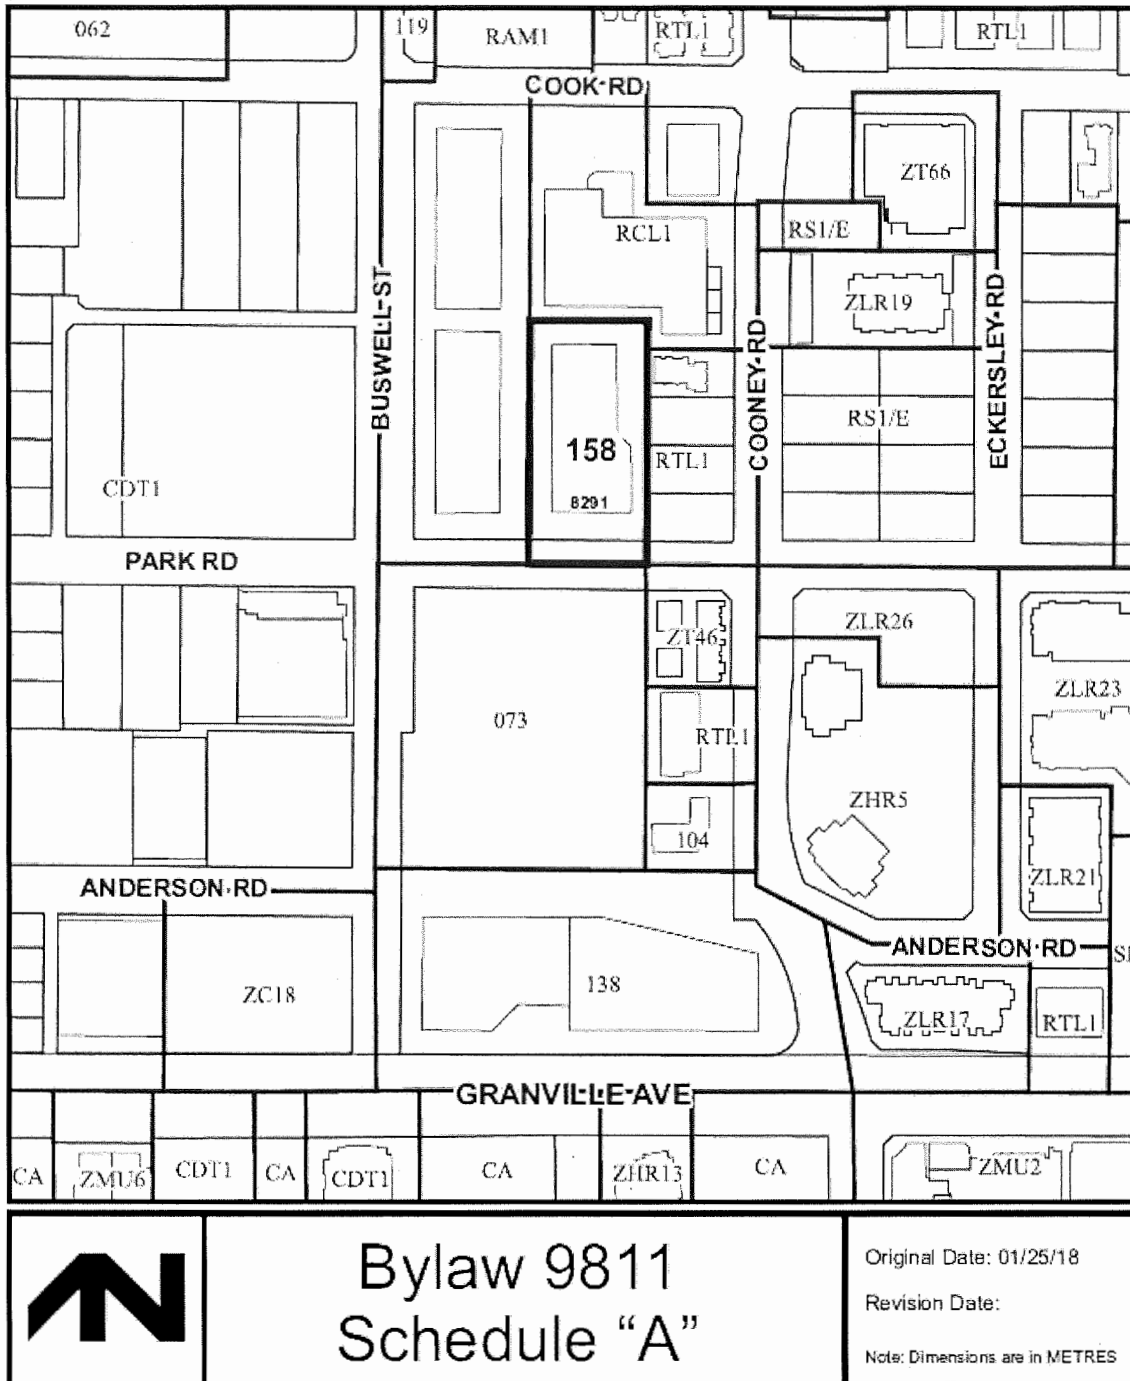 062
119
RAM1
RTL1
RTL1
COOK RD
ZT66
RCL1
RS1/E
BUSWELL ST
ZLR19
ECKERSLEY RD
COONEY RD
RS1/E
158
RTL1
CDT1
8291
PARK RD
ZLR26
ZT46
ZLR23
073
RTL1
ZHR5
104
ZLR21
ANDERSON RD
ANDERSON RD
ZC18
138
ZLR17
RTL1
GRANVILLE AVE
CA
ZMU6
CDT1
CA
CDT1
CA
ZHR13
CA
ZMU2
Bylaw 9811
Schedule “A”
Original Date: 01/25/18
Revision Date:
Note: Dimensions are in METRES